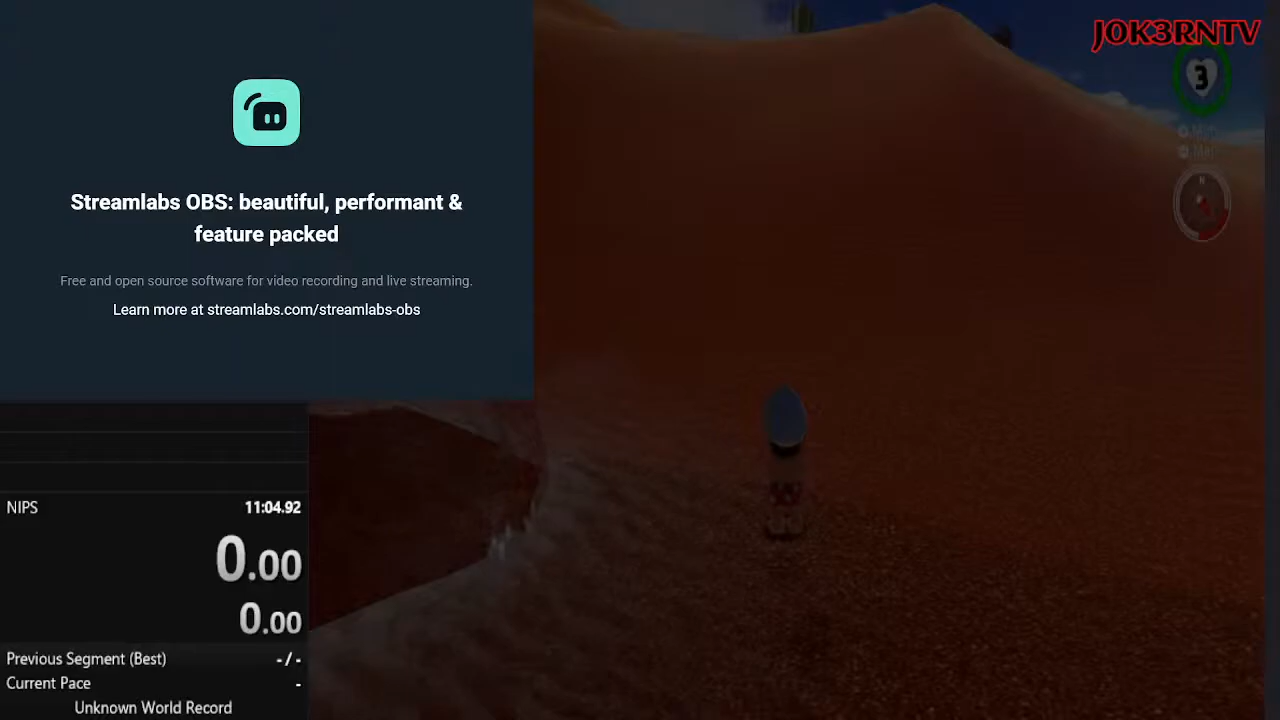 JOK3RNTV
3
N
Streamlabs OBS: beautiful, performant &
feature packed
Free and open source software for video recording and live streaming.
Learn more at streamlabs.com/streamlabs-obs
NIPS 11:04.92
0.00
0.00
Previous Segment (Best) - / -
Current Pace -
Unknown World Record